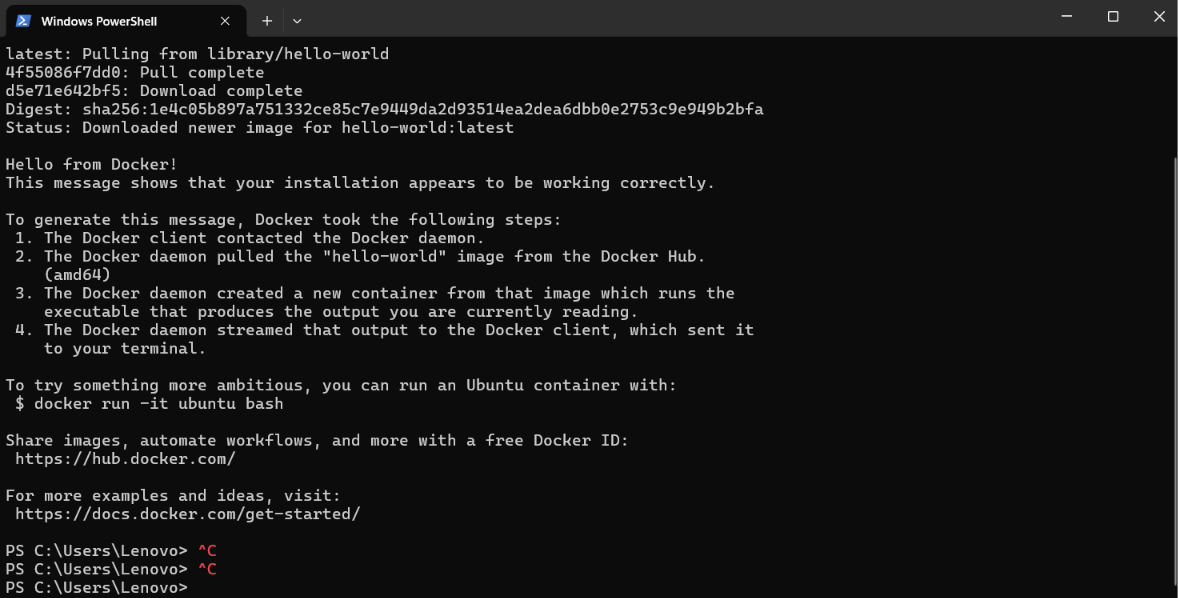 Windows PowerShell
latest: Pulling from library/hello-world
4f55086f7dd0: Pull complete
d5e71e642bf5: Download complete
Digest: sha256:1e4c05b897a751332ce85c7e9449da2d93514ea2dea6dbb0e2753c9e949b2bfa
Status: Downloaded newer image for hello-world:latest

Hello from Docker!
This message shows that your installation appears to be working correctly.

To generate this message, Docker took the following steps:
 1. The Docker client contacted the Docker daemon.
 2. The Docker daemon pulled the "hello-world" image from the Docker Hub.
    (amd64)
 3. The Docker daemon created a new container from that image which runs the
    executable that produces the output you are currently reading.
 4. The Docker daemon streamed that output to the Docker client, which sent it
    to your terminal.

To try something more ambitious, you can run an Ubuntu container with:
 $ docker run -it ubuntu bash

Share images, automate workflows, and more with a free Docker ID:
 https://hub.docker.com/

For more examples and ideas, visit:
 https://docs.docker.com/get-started/

PS C:\Users\Lenovo> ^C
PS C:\Users\Lenovo> ^C
PS C:\Users\Lenovo>